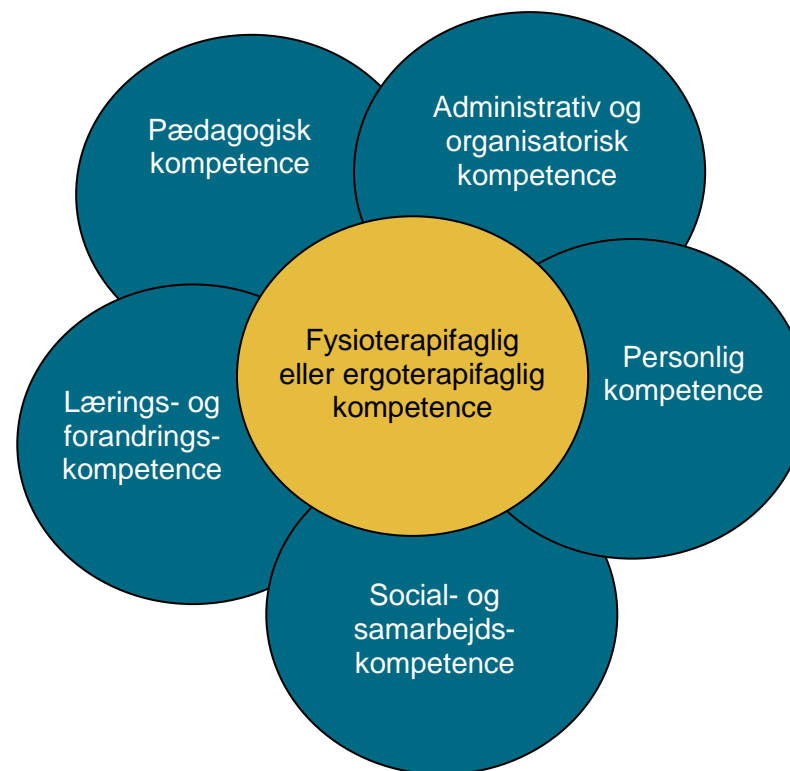 Pædagogisk
kompetence
Administrativ og
organisatorisk
kompetence
Fysioterapifaglig
eller ergoterapifaglig
kompetence
Personlig
kompetence
Lærings- og
forandrings-
kompetence
Social- og
samarbejds-
kompetence